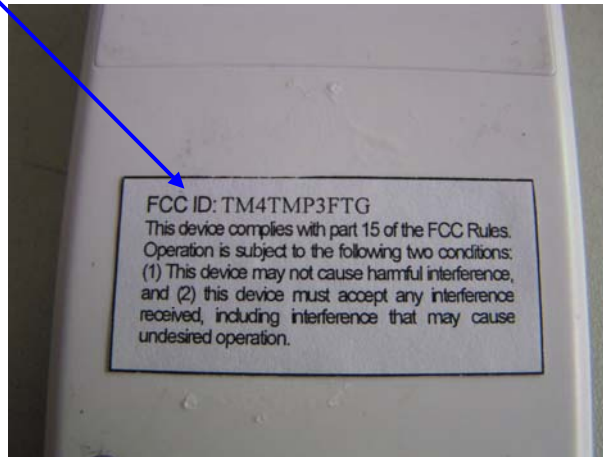 FCC ID: TM4TMP3FTG
This device complies with part 15 of the FCC Rules.
Operation is subject to the following two conditions:
(1) This device may not cause harmful interference,
and (2) this device must accept any interference
received, including interference that may cause
undesired operation.